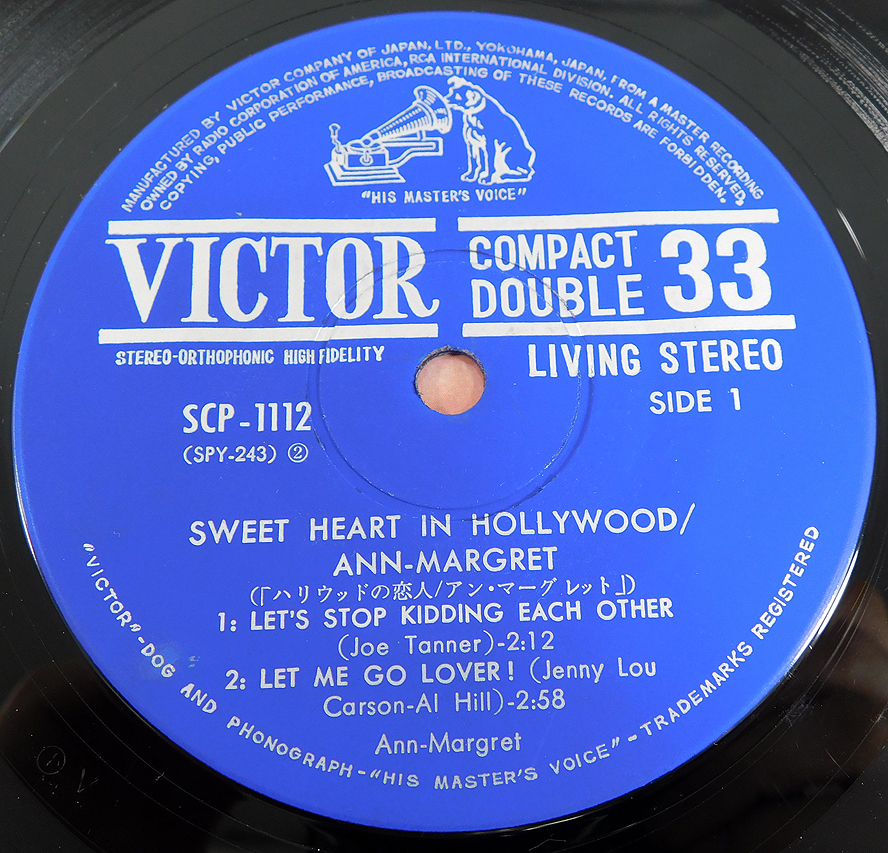 MANUFACTURED BY VICTOR COMPANY OF JAPAN, LTD., YOKOHAMA, JAPAN, FROM A MASTER RECORDING
OWNED BY RADIO CORPORATION OF AMERICA, RCA INTERNATIONAL DIVISION. ALL RIGHTS RESERVED,
COPYING, PUBLIC PERFORMANCE, BROADCASTING OF THESE RECORDS ARE FORBIDDEN.
"HIS MASTER'S VOICE"
VICTOR
COMPACT
DOUBLE 33
STEREO-ORTHOPHONIC HIGH FIDELITY
LIVING STEREO
SIDE 1
SCP-1112
(SPY-243) ②
SWEET HEART IN HOLLYWOOD/
ANN-MARGRET
(「ハリウッドの恋人/アン・マーグレット」)
1: LET'S STOP KIDDING EACH OTHER
(Joe Tanner)-2:12
2: LET ME GO LOVER! (Jenny Lou
Carson-Al Hill)-2:58
Ann-Margret
"VICTOR"-DOG AND PHONOGRAPH-"HIS MASTER'S VOICE"-TRADEMARKS REGISTERED